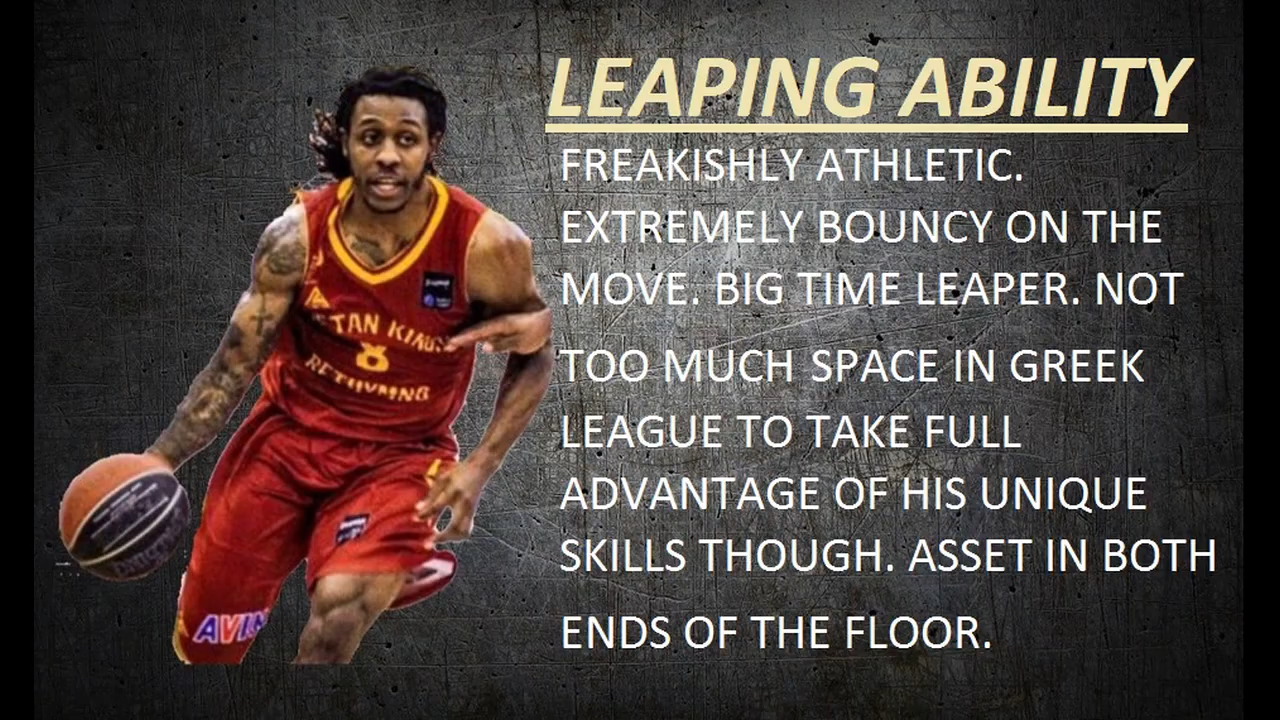 LEAPING ABILITY
FREAKISHLY ATHLETIC.
EXTREMELY BOUNCY ON THE
MOVE. BIG TIME LEAPER. NOT
TOO MUCH SPACE IN GREEK
LEAGUE TO TAKE FULL
ADVANTAGE OF HIS UNIQUE
SKILLS THOUGH. ASSET IN BOTH
ENDS OF THE FLOOR.
8
RETHYMNO